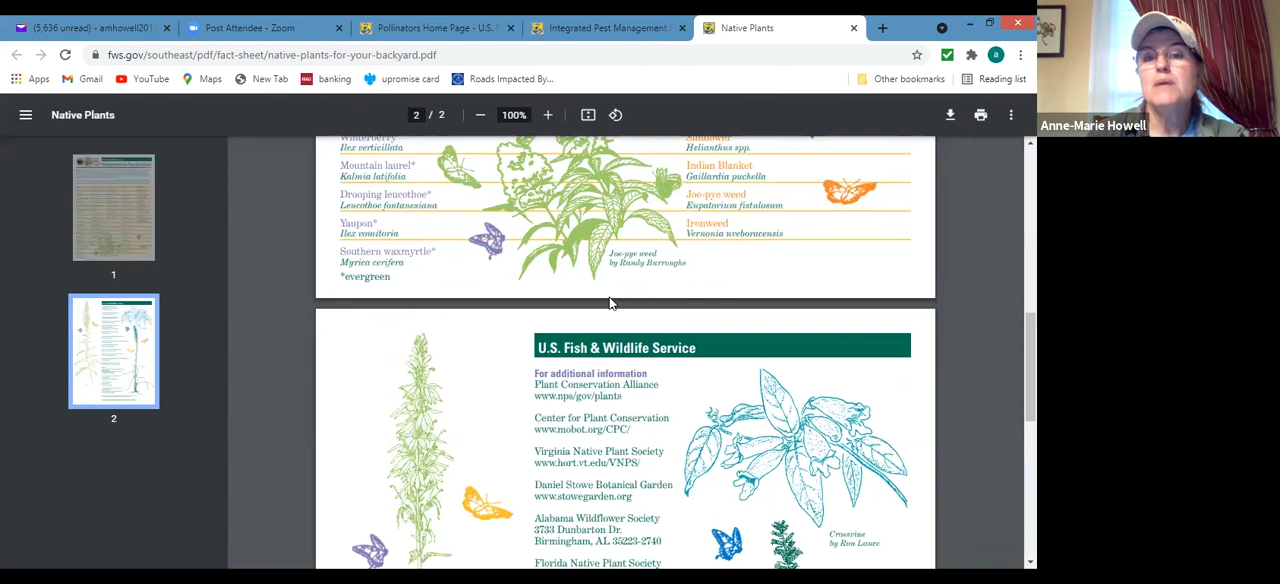 (5,636 unread) - amhowell201
Post Attendee - Zoom
Pollinators Home Page - U.S. F
Integrated Pest Management
Native Plants
fws.gov/southeast/pdf/fact-sheet/native-plants-for-your-backyard.pdf
a
Apps
Gmail
YouTube
Maps
New Tab
banking
upromise card
Roads Impacted By...
Other bookmarks
Reading list
Native Plants
2 / 2
100%
1
2
Winterberry
Ilex verticillata
Mountain laurel*
Kalmia latifolia
Drooping leucothoe*
Leucothoe fontanesiana
Yaupon*
Ilex vomitoria
Southern waxmyrtle*
Myrica cerifera
*evergreen
Joe-pye weed
by Randy Burroughs
Sunflower
Helianthus spp.
Indian Blanket
Gaillardia puchella
Joe-pye weed
Eupatorium fistulosum
Ironweed
Vernonia nveboracensis
U.S. Fish & Wildlife Service
For additional information
Plant Conservation Alliance
www.nps/gov/plants
Center for Plant Conservation
www.mobot.org/CPC/
Virginia Native Plant Society
www.hort.vt.edu/VNPS/
Daniel Stowe Botanical Garden
www.stowegarden.org
Alabama Wildflower Society
3733 Dunbarton Dr.
Birmingham, AL 35223-2740
Florida Native Plant Society
Crossvine
by Ron Lance
Anne-Marie Howell